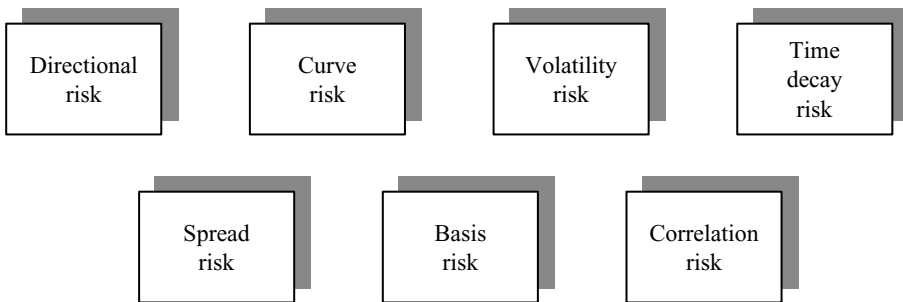 Directional
risk
Curve
risk
Volatility
risk
Time
decay
risk
Spread
risk
Basis
risk
Correlation
risk